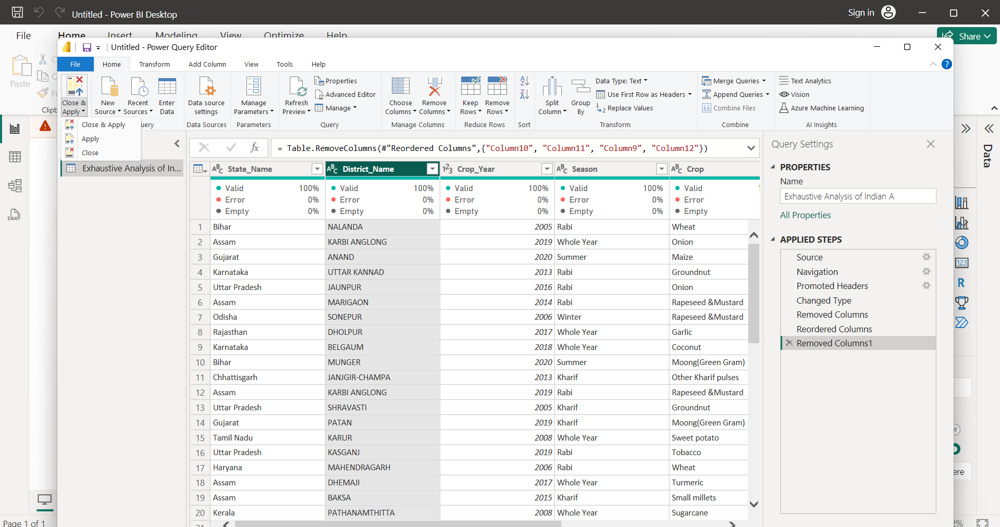 Untitled - Power BI Desktop
Sign in
File Home Insert Modeling View Optimize Help
Share
Paste
Untitled - Power Query Editor
File Home Transform Add Column View Tools Help
Close & Apply
New Source
Recent Sources
Enter Data
Data source settings
Data Sources
Manage Parameters
Parameters
Refresh Preview
Properties
Advanced Editor
Manage
Query
Choose Columns
Remove Columns
Manage Columns
Keep Rows
Remove Rows
Reduce Rows
Sort
Split Column
Group By
Data Type: Text
Use First Row as Headers
Replace Values
Transform
Merge Queries
Append Queries
Combine Files
Combine
Text Analytics
Vision
Azure Machine Learning
AI Insights
Close & Apply
Apply
Close
Exhaustive Analysis of In...
fx
= Table.RemoveColumns(#"Reordered Columns",{"Column10", "Column11", "Column9", "Column12"})
State_Name District_Name Crop_Year Season Crop
Valid 100% Valid 100% Valid 100% Valid 100% Valid
Error 0% Error 0% Error 0% Error 0% Error
Empty 0% Empty 0% Empty 0% Empty 0% Empty
1 Bihar NALANDA 2005 Rabi Wheat
2 Assam KARBI ANGLONG 2019 Whole Year Onion
3 Gujarat ANAND 2020 Summer Maize
4 Karnataka UTTAR KANNAD 2013 Rabi Groundnut
5 Uttar Pradesh JAUNPUR 2016 Rabi Onion
6 Assam MARIGAON 2014 Rabi Rapeseed &Mustard
7 Odisha SONEPUR 2006 Winter Rapeseed &Mustard
8 Rajasthan DHOLPUR 2017 Whole Year Garlic
9 Karnataka BELGAUM 2018 Whole Year Coconut
10 Bihar MUNGER 2020 Summer Moong(Green Gram)
11 Chhattisgarh JANJGIR-CHAMPA 2013 Kharif Other Kharif pulses
12 Assam KARBI ANGLONG 2019 Rabi Rapeseed &Mustard
13 Uttar Pradesh SHRAVASTI 2005 Kharif Groundnut
14 Gujarat PATAN 2019 Kharif Moong(Green Gram)
15 Tamil Nadu KARUR 2008 Whole Year Sweet potato
16 Uttar Pradesh KASGANJ 2019 Rabi Tobacco
17 Haryana MAHENDRAGARH 2006 Rabi Wheat
18 Assam DHEMAJI 2017 Whole Year Turmeric
19 Assam BAKSA 2015 Kharif Small millets
20 Kerala PATHANAMTHITTA 2008 Whole Year Sugarcane
Query Settings
PROPERTIES
Name
Exhaustive Analysis of Indian A
All Properties
APPLIED STEPS
Source
Navigation
Promoted Headers
Changed Type
Removed Columns
Reordered Columns
Removed Columns1
Data
123
R
DAX
Page 1 of 1